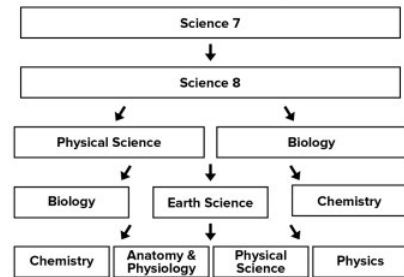 Science 7
Science 8
Physical Science
Biology
Biology
Earth Science
Chemistry
Chemistry
Anatomy &
Physiology
Physical
Science
Physics